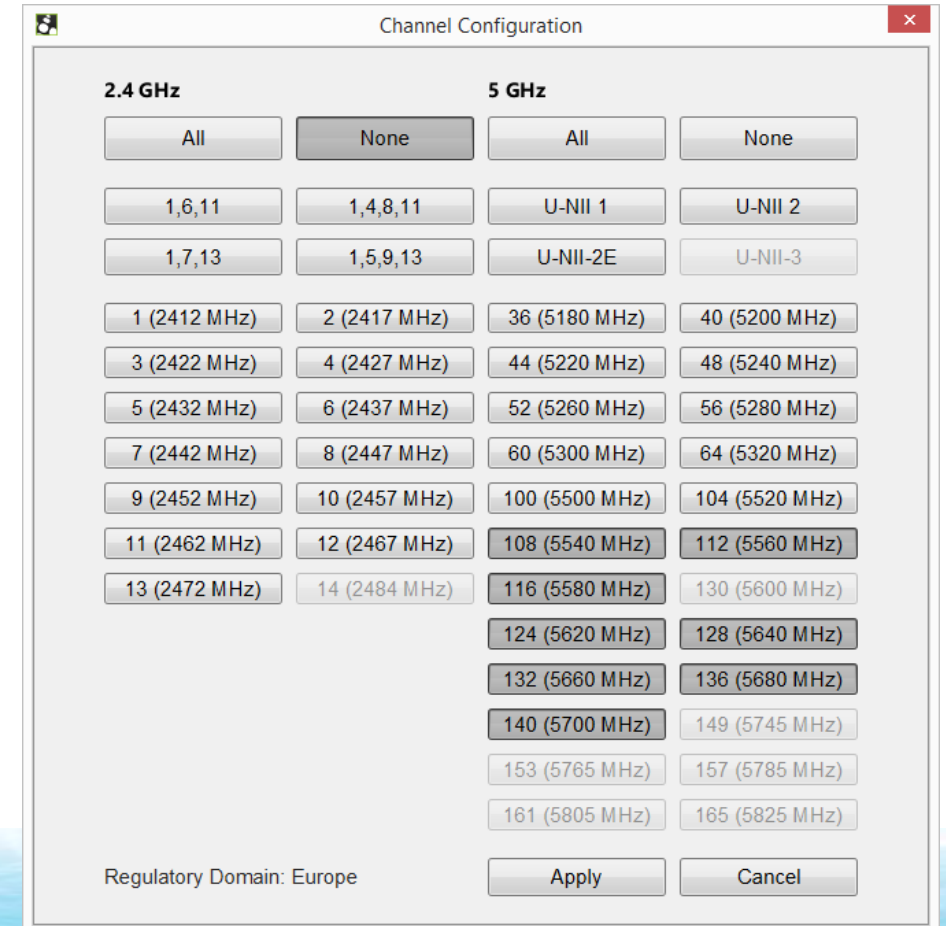 Channel Configuration
2.4 GHz 5 GHz
All None All None
1,6,11 1,4,8,11 U-NII 1 U-NII 2
1,7,13 1,5,9,13 U-NII-2E U-NII-3
1 (2412 MHz) 2 (2417 MHz) 36 (5180 MHz) 40 (5200 MHz)
3 (2422 MHz) 4 (2427 MHz) 44 (5220 MHz) 48 (5240 MHz)
5 (2432 MHz) 6 (2437 MHz) 52 (5260 MHz) 56 (5280 MHz)
7 (2442 MHz) 8 (2447 MHz) 60 (5300 MHz) 64 (5320 MHz)
9 (2452 MHz) 10 (2457 MHz) 100 (5500 MHz) 104 (5520 MHz)
11 (2462 MHz) 12 (2467 MHz) 108 (5540 MHz) 112 (5560 MHz)
13 (2472 MHz) 14 (2484 MHz) 116 (5580 MHz) 130 (5600 MHz)
124 (5620 MHz) 128 (5640 MHz)
132 (5660 MHz) 136 (5680 MHz)
140 (5700 MHz) 149 (5745 MHz)
153 (5765 MHz) 157 (5785 MHz)
161 (5805 MHz) 165 (5825 MHz)
Regulatory Domain: Europe Apply Cancel